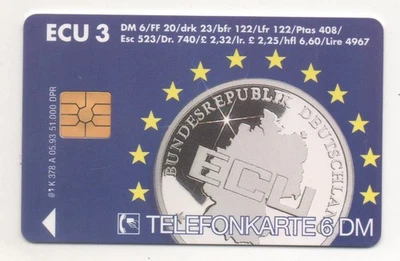 ECU 3
DM 6/FF 20/drk 23/bfr 122/Lfr 122/Ptas 408/
Esc 523/Dr. 740/£ 2,32/Ir. £ 2,25/hfl 6,60/Lire 4967
K 378 A 05.93 51.000 DPR
BUNDESREPUBLIK DEUTSCHLAND
ECU
TELEFONKARTE 6 DM